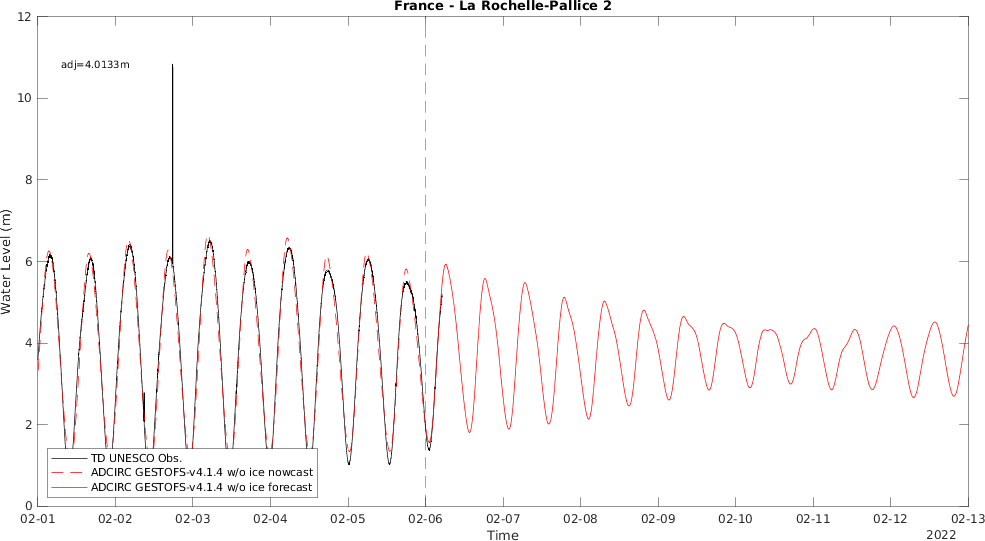 France - La Rochelle-Pallice 2
12
10
8
6
4
2
0
Water Level (m)
adj=4.0133m
TD UNESCO Obs.
ADCIRC GESTOFS-v4.1.4 w/o ice nowcast
ADCIRC GESTOFS-v4.1.4 w/o ice forecast
02-01 02-02 02-03 02-04 02-05 02-06 02-07 02-08 02-09 02-10 02-11 02-12 02-13
Time
2022